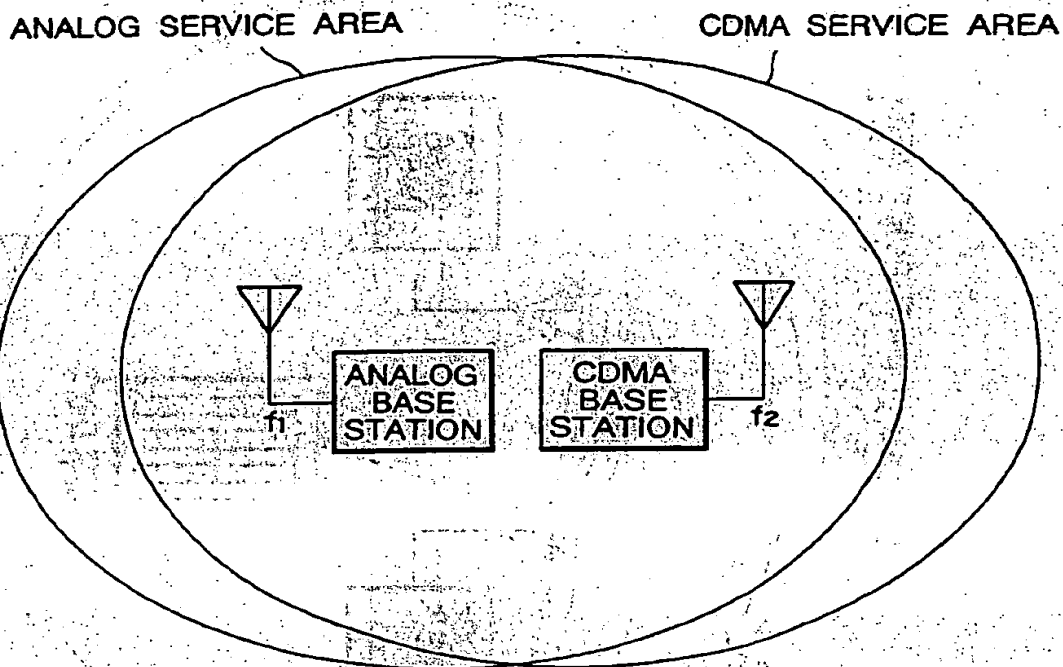 ANALOG SERVICE AREA
CDMA SERVICE AREA
ANALOG
BASE
STATION
f1
CDMA
BASE
STATION
f2